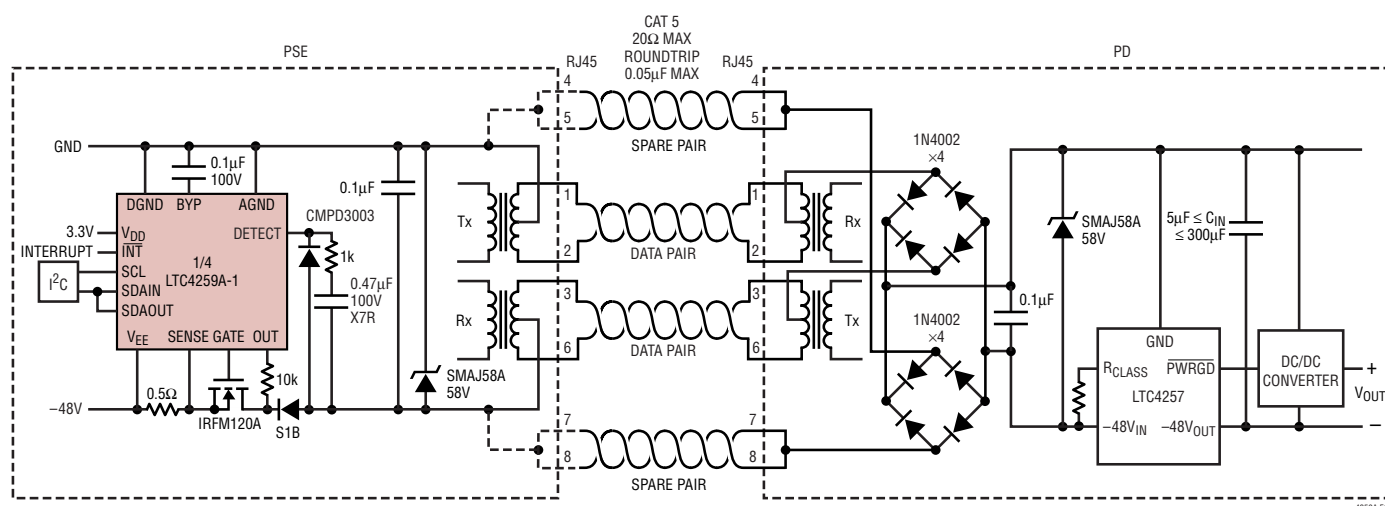 PSE
CAT 5
20Ω MAX
ROUNDTRIP
0.05µF MAX
RJ45
RJ45
PD
4
5
4
5
SPARE PAIR
GND
0.1µF
100V
0.1µF
DGND BYP AGND
CMPD3003
3.3V
VDD
DETECT
INTERRUPT
INT
1k
I2C
SCL
1/4
LTC4259A-1
SDAIN
SDAOUT
0.47µF
100V
X7R
VEE SENSE GATE OUT
0.5Ω
10k
–48V
IRFM120A
S1B
SMAJ58A
58V
Tx
1
2
DATA PAIR
1
2
Rx
Rx
3
6
DATA PAIR
3
6
Tx
7
8
7
8
SPARE PAIR
1N4002
×4
1N4002
×4
0.1µF
SMAJ58A
58V
5µF ≤ CIN
≤ 300µF
GND
RCLASS
PWRGD
LTC4257
–48VIN
–48VOUT
DC/DC
CONVERTER
+
VOUT
–